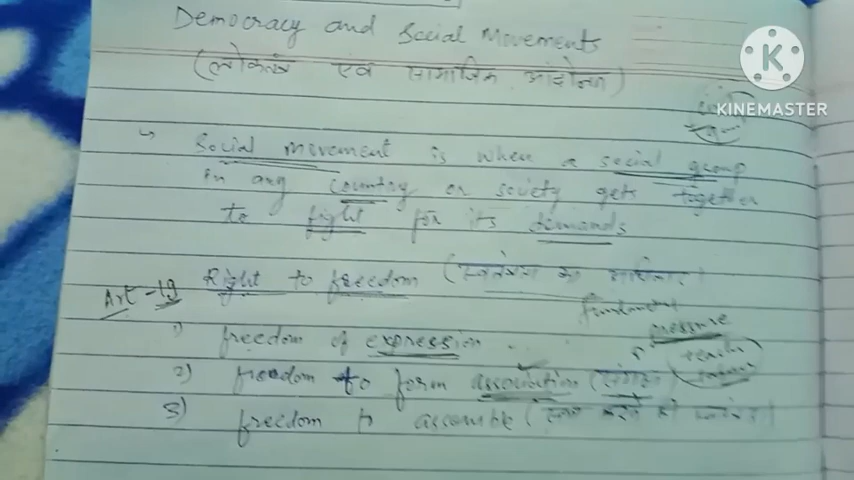 Democracy and Social Movements
(लोकतंत्र एवं सामाजिक आंदोलन)
K
KINEMASTER
Social movement is when a social group
in any country or society gets together
to fight for its demands
Art-19 Right to freedom (स्वतंत्रता का अधिकार)
pressure
1) freedom of expression
2) freedom to form association
3) freedom to assemble